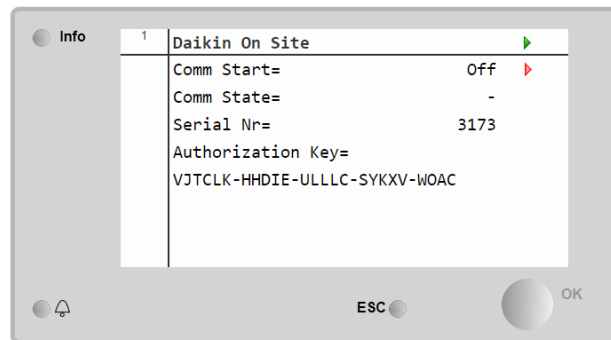 Info
1
Daikin On Site
Comm Start= Off
Comm State= -
Serial Nr= 3173
Authorization Key=
VJTCLK-HHDIE-ULLLC-SYKXV-WOAC
ESC
OK